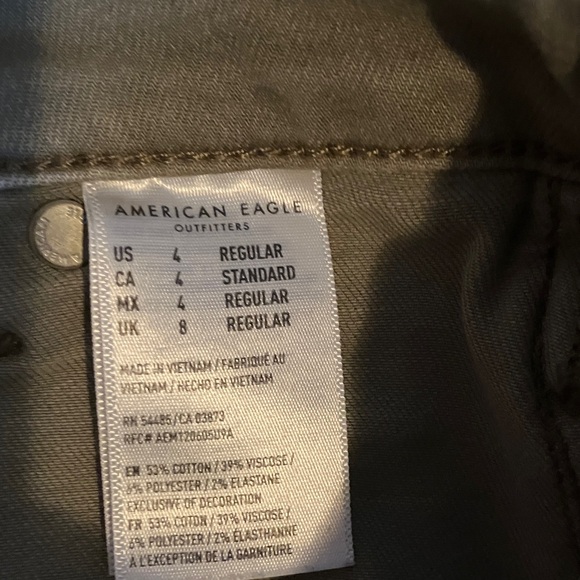 AMERICAN EAGLE
OUTFITTERS
US 4 REGULAR
CA 4 STANDARD
MX 4 REGULAR
UK 8 REGULAR
MADE IN VIETNAM / FABRIQUÉ AU
VIETNAM / HECHO EN VIETNAM
RN 54485 / CA 03873
RFC# AEM120605U9A
EN 53% COTTON / 39% VISCOSE /
6% POLYESTER / 2% ELASTANE
EXCLUSIVE OF DECORATION
FR 53% COTON / 39% VISCOSE /
6% POLYESTER / 2% ÉLASTHANNE
À L'EXCEPTION DE LA GARNITURE